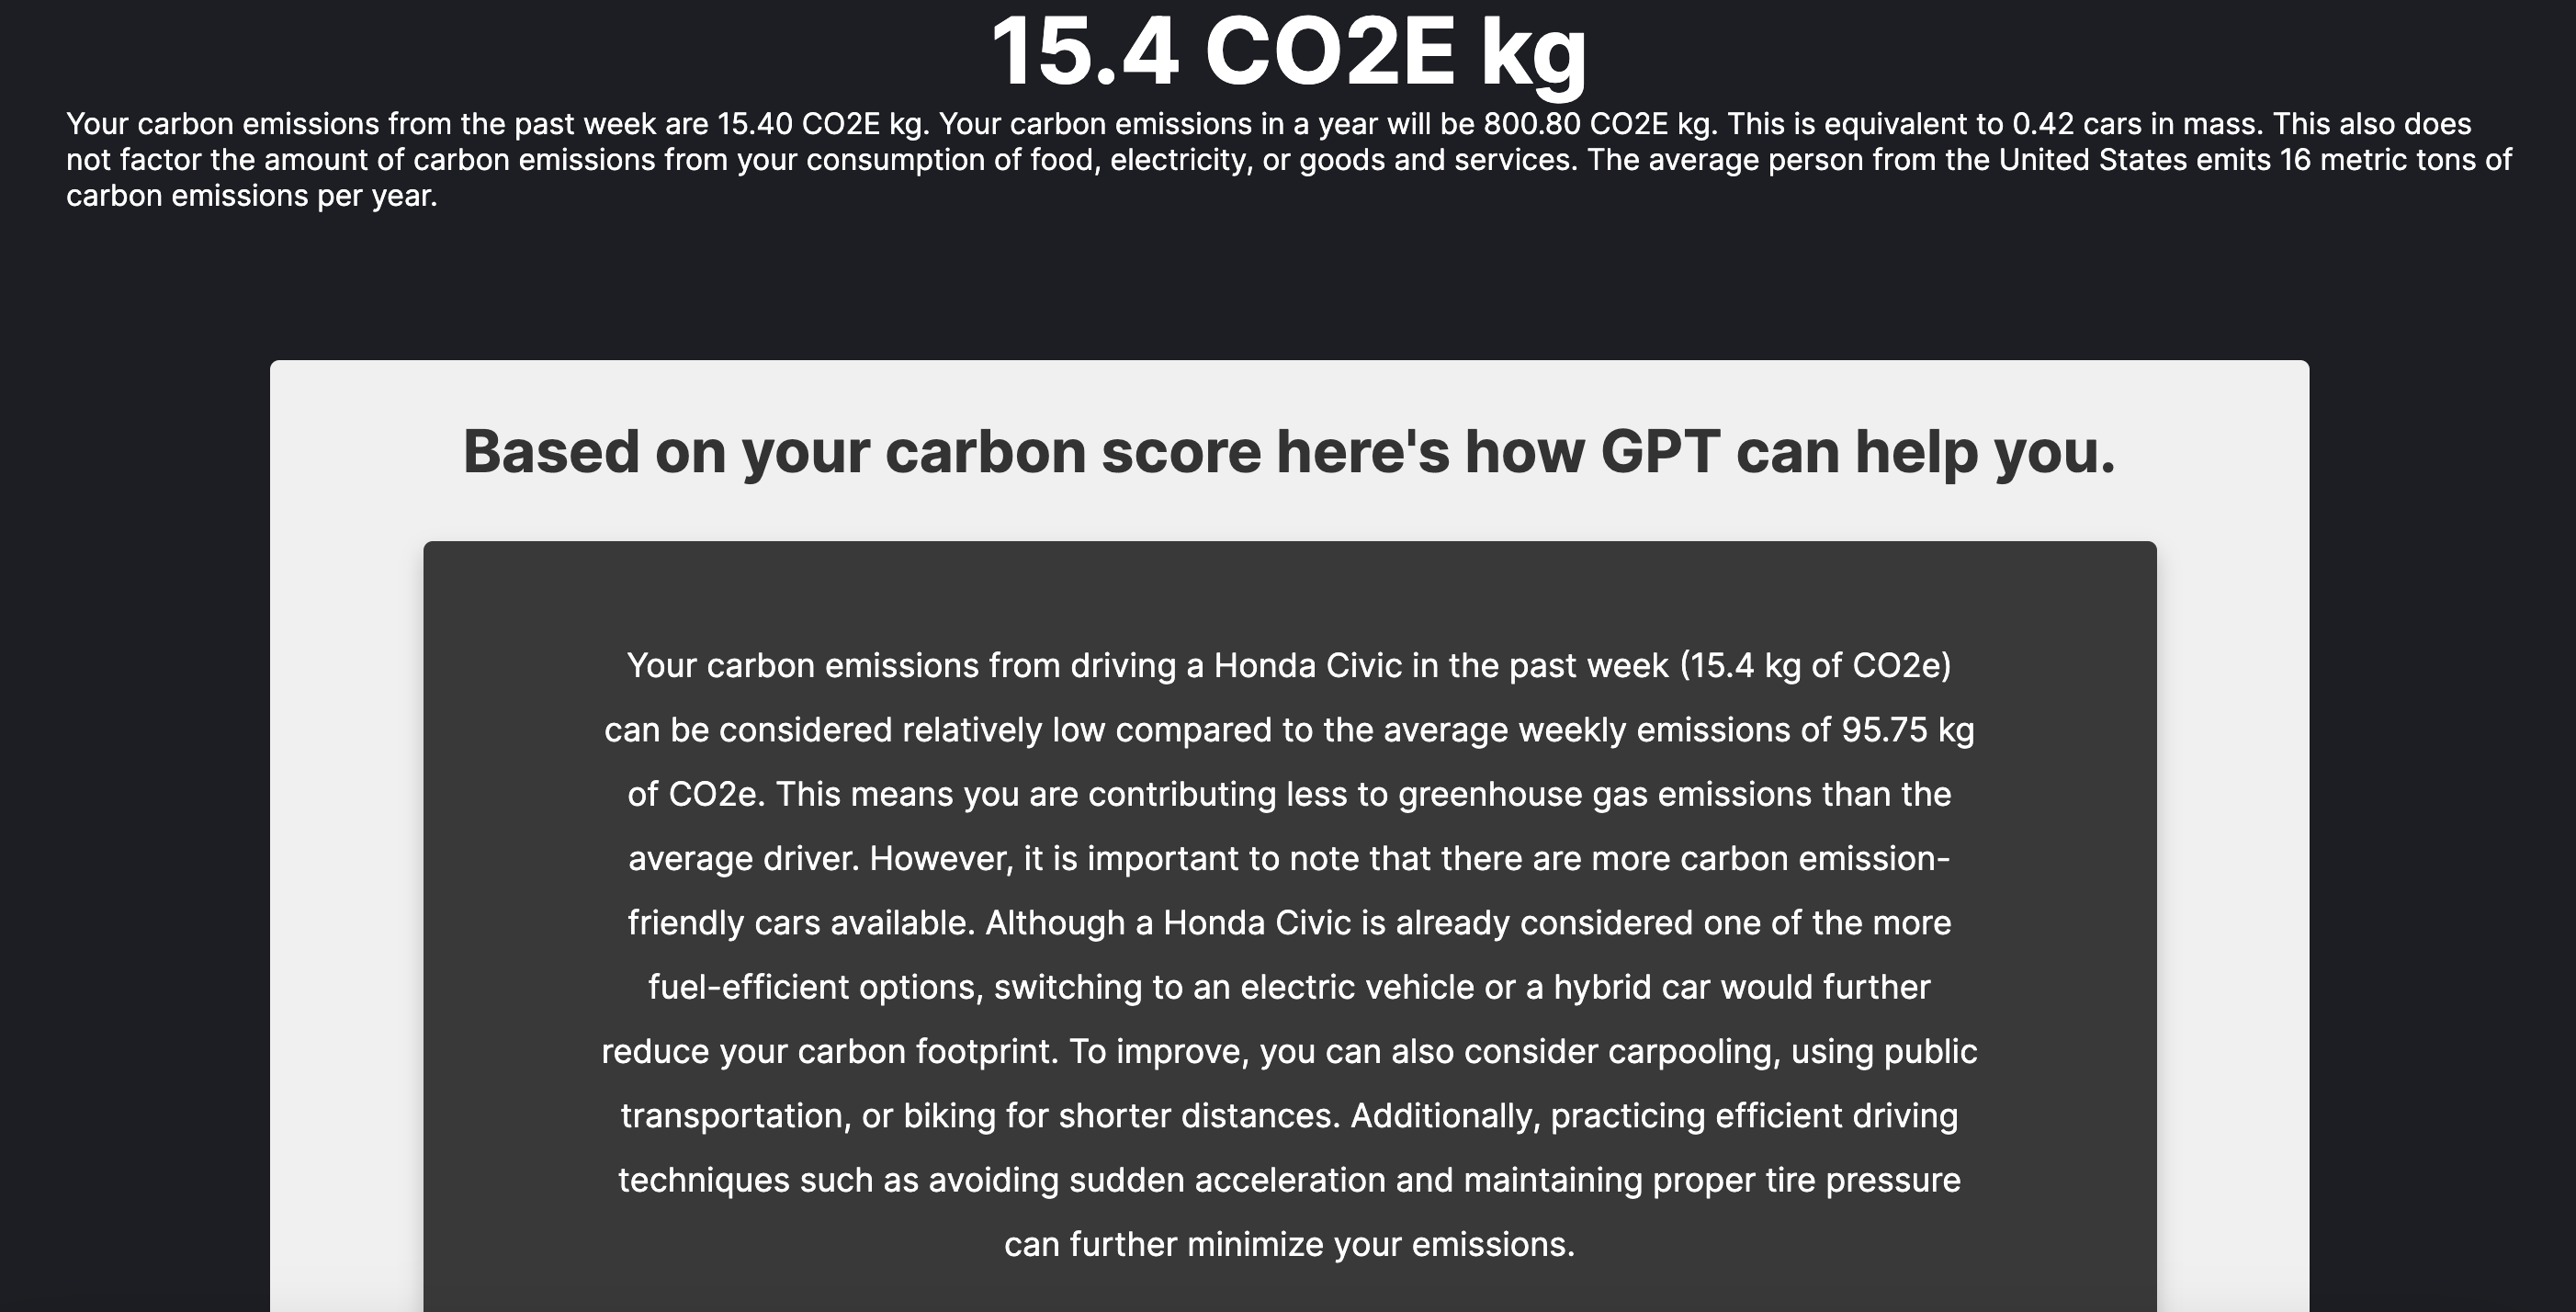 15.4 CO2E kg
Your carbon emissions from the past week are 15.40 CO2E kg. Your carbon emissions in a year will be 800.80 CO2E kg. This is equivalent to 0.42 cars in mass. This also does
not factor the amount of carbon emissions from your consumption of food, electricity, or goods and services. The average person from the United States emits 16 metric tons of
carbon emissions per year.
Based on your carbon score here's how GPT can help you.
Your carbon emissions from driving a Honda Civic in the past week (15.4 kg of CO2e)
can be considered relatively low compared to the average weekly emissions of 95.75 kg
of CO2e. This means you are contributing less to greenhouse gas emissions than the
average driver. However, it is important to note that there are more carbon emission-
friendly cars available. Although a Honda Civic is already considered one of the more
fuel-efficient options, switching to an electric vehicle or a hybrid car would further
reduce your carbon footprint. To improve, you can also consider carpooling, using public
transportation, or biking for shorter distances. Additionally, practicing efficient driving
techniques such as avoiding sudden acceleration and maintaining proper tire pressure
can further minimize your emissions.